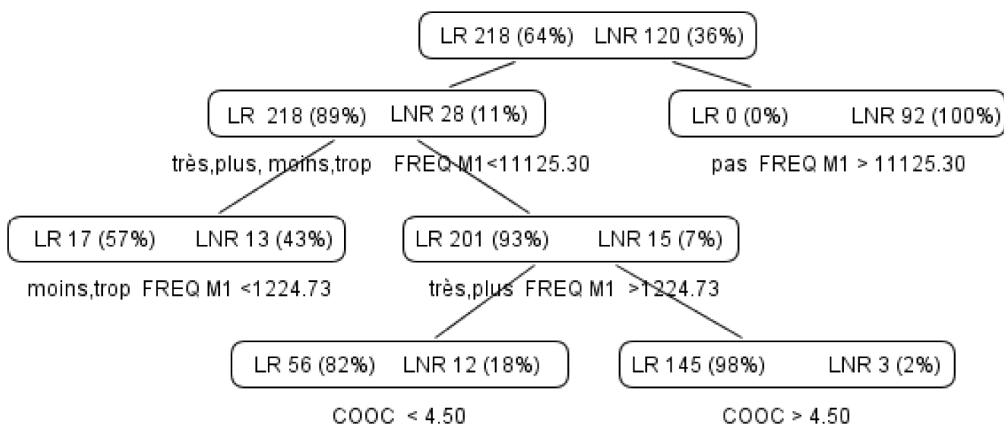 LR 218 (64%) LNR 120 (36%)
LR 218 (89%) LNR 28 (11%)
LR 0 (0%) LNR 92 (100%)
très,plus, moins,trop FREQ M1<11125.30
pas FREQ M1 > 11125.30
LR 17 (57%) LNR 13 (43%)
LR 201 (93%) LNR 15 (7%)
moins,trop FREQ M1 <1224.73
très,plus FREQ M1 >1224.73
LR 56 (82%) LNR 12 (18%)
LR 145 (98%) LNR 3 (2%)
COOC < 4.50
COOC > 4.50